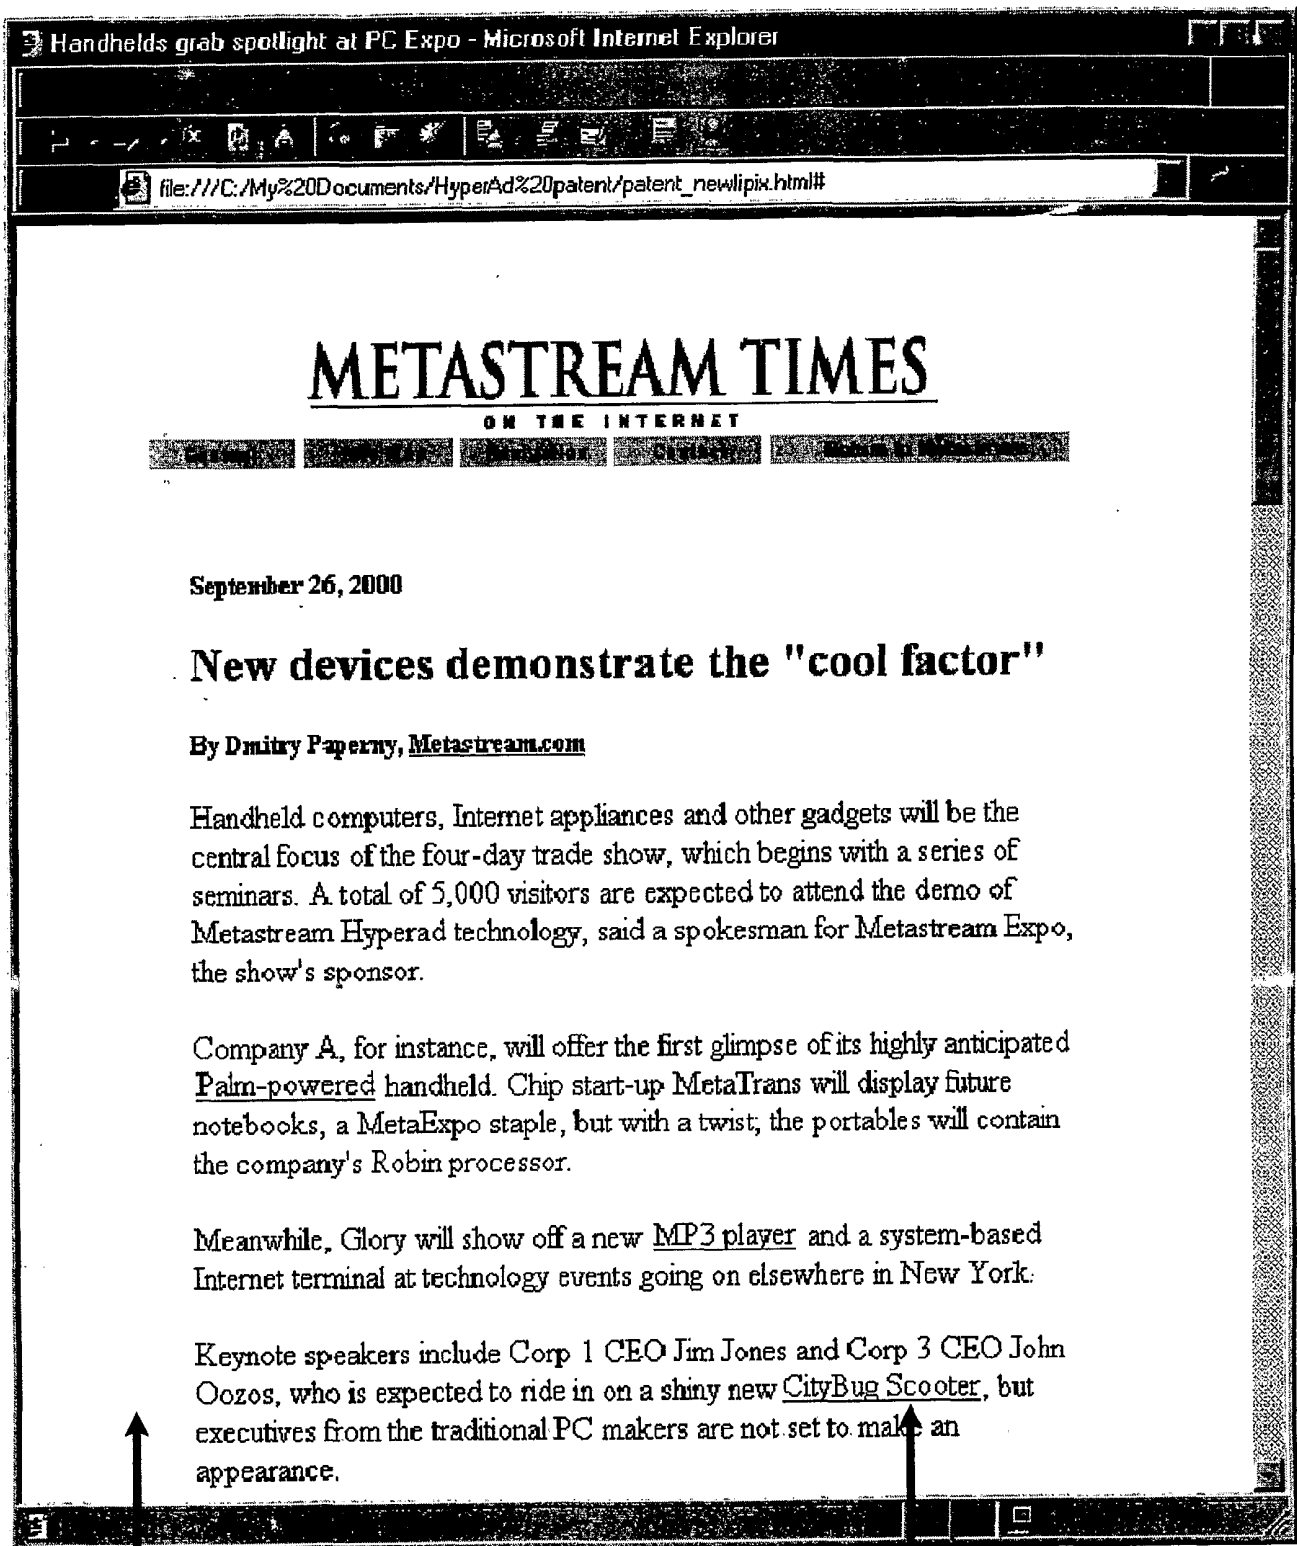 Handhelds grab spotlight at PC Expo - Microsoft Internet Explorer
file:///C:/My%20Documents/HyperAd%20patent/patent_newlipix.html#
METASTREAM TIMES
ON THE INTERNET
September 26, 2000
New devices demonstrate the "cool factor"
By Dmitry Paperny, Metastream.com
Handheld computers, Internet appliances and other gadgets will be the
central focus of the four-day trade show, which begins with a series of
seminars. A total of 5,000 visitors are expected to attend the demo of
Metastream Hyperad technology, said a spokesman for Metastream Expo,
the show's sponsor.
Company A, for instance, will offer the first glimpse of its highly anticipated
Palm-powered handheld. Chip start-up MetaTrans will display future
notebooks, a MetaExpo staple, but with a twist; the portables will contain
the company's Robin processor.
Meanwhile, Glory will show off a new MP3 player and a system-based
Internet terminal at technology events going on elsewhere in New York.
Keynote speakers include Corp 1 CEO Jim Jones and Corp 3 CEO John
Oozos, who is expected to ride in on a shiny new CityBug Scooter, but
executives from the traditional PC makers are not set to make an
appearance.